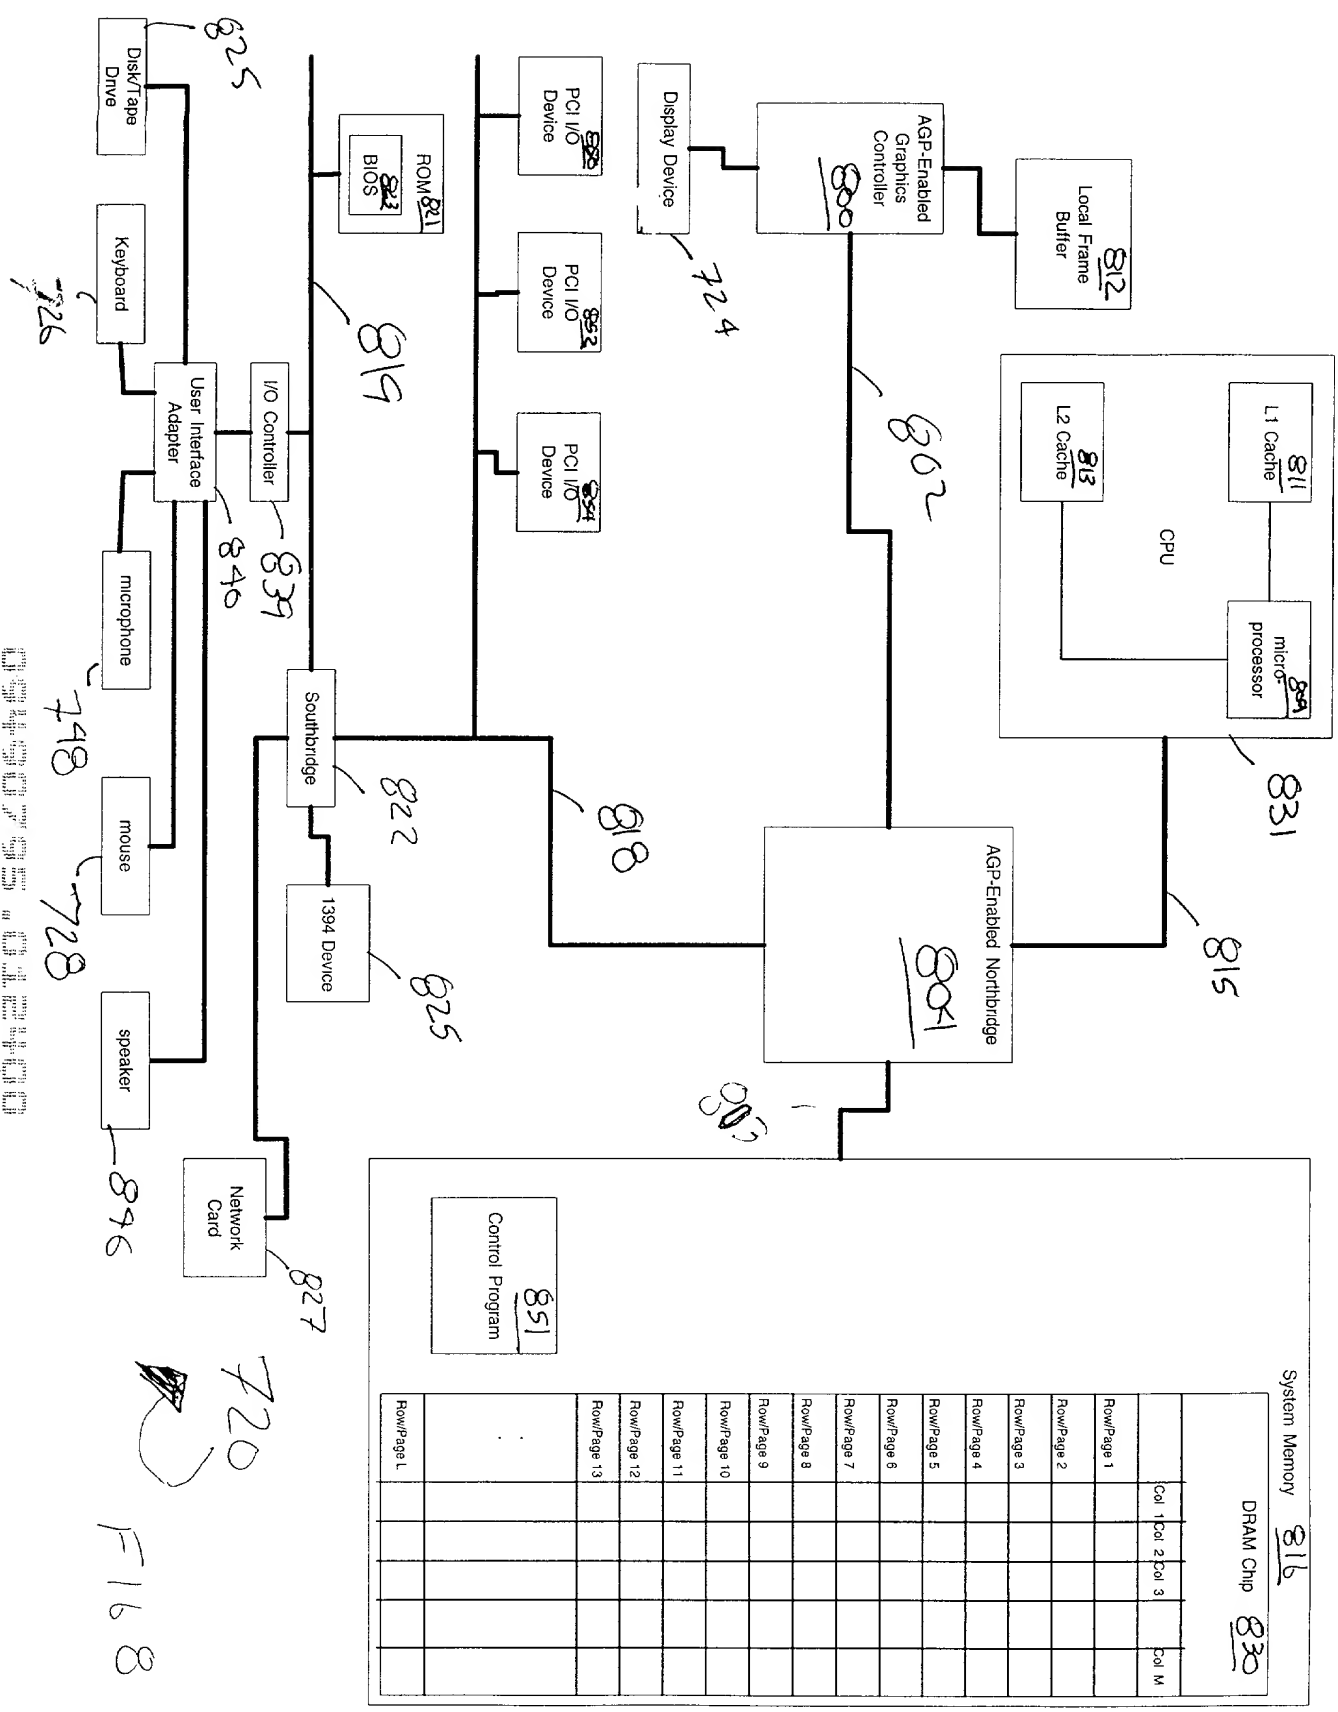 System Memory 816
DRAM Chip 830
Col 1 Col 2 Col 3 Col M
Row/Page 1
Row/Page 2
Row/Page 3
Row/Page 4
Row/Page 5
Row/Page 6
Row/Page 7
Row/Page 8
Row/Page 9
Row/Page 10
Row/Page 11
Row/Page 12
Row/Page 13
Row/Page L
Control Program
851
CPU
831
L1 Cache
811
L2 Cache
813
micro-
processor
809
815
Local Frame
Buffer
812
AGP-Enabled
Graphics
Controller
800
802
AGP-Enabled Northbridge
804
Display Device
724
818
PCI I/O
Device
PCI I/O
Device
852
PCI I/O
Device
854
ROM 821
BIOS
823
819
Southbridge
822
1394 Device
825
I/O Controller
839
User Interface
Adapter
840
Disk/Tape
Drive
825
Keyboard
726
microphone
748
mouse
728
speaker
846
Network
Card
827
720
FIG 8